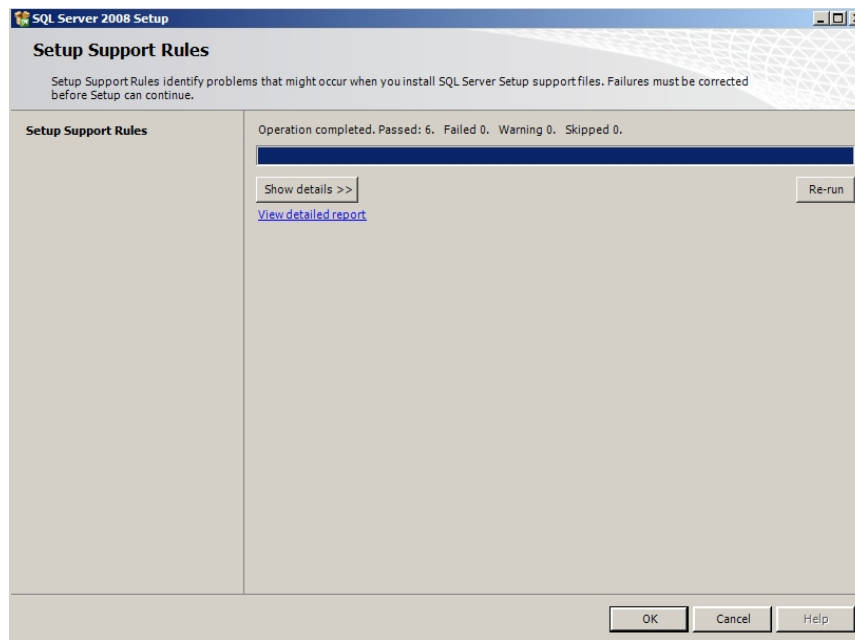 SQL Server 2008 Setup
Setup Support Rules
Setup Support Rules identify problems that might occur when you install SQL Server Setup support files. Failures must be corrected
before Setup can continue.
Setup Support Rules
Operation completed. Passed: 6. Failed 0. Warning 0. Skipped 0.
Show details >>
Re-run
View detailed report
OK
Cancel
Help